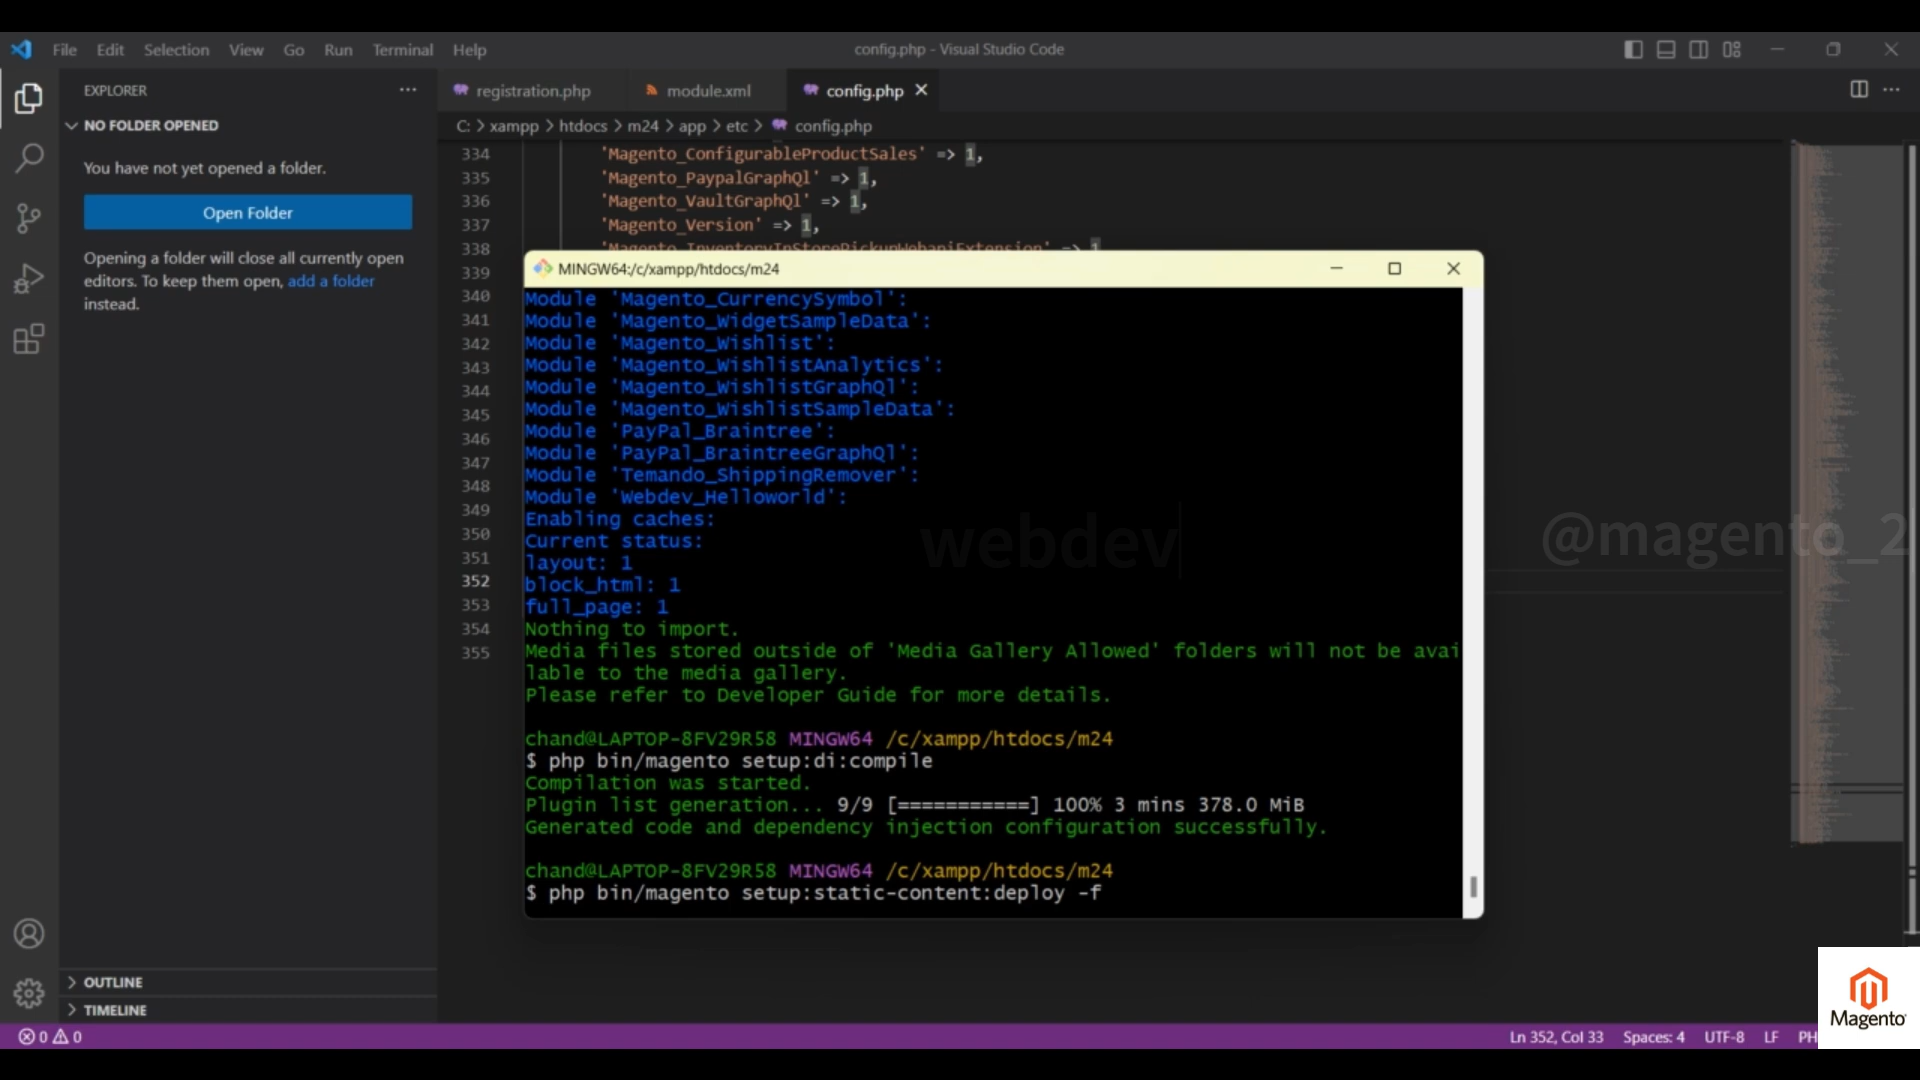 File Edit Selection View Go Run Terminal Help
config.php - Visual Studio Code
EXPLORER
registration.php
module.xml
config.php
NO FOLDER OPENED
C: > xampp > htdocs > m24 > app > etc > config.php
You have not yet opened a folder.
Open Folder
Opening a folder will close all currently open
editors. To keep them open, add a folder
instead.
334 'Magento_ConfigurableProductSales' => 1,
335 'Magento_PaypalGraphQl' => 1,
336 'Magento_VaultGraphQl' => 1,
337 'Magento_Version' => 1,
338 'Magento_InventoryInStorePickupWebapiExtension' => 1
339
340
341
342
343
344
345
346
347
348
349
350
351
352
353
354
355
MINGW64:/c/xampp/htdocs/m24
Module 'Magento_CurrencySymbol':
Module 'Magento_WidgetSampleData':
Module 'Magento_Wishlist':
Module 'Magento_WishlistAnalytics':
Module 'Magento_WishlistGraphQl':
Module 'Magento_WishlistSampleData':
Module 'PayPal_Braintree':
Module 'PayPal_BraintreeGraphQl':
Module 'Temando_ShippingRemover':
Module 'Webdev_Helloworld':
Enabling caches:
Current status:
layout: 1
block_html: 1
full_page: 1
Nothing to import.
Media files stored outside of 'Media Gallery Allowed' folders will not be avai
lable to the media gallery.
Please refer to Developer Guide for more details.
chand@LAPTOP-8FV29R58 MINGW64 /c/xampp/htdocs/m24
$ php bin/magento setup:di:compile
Compilation was started.
Plugin list generation... 9/9 [===========] 100% 3 mins 378.0 MiB
Generated code and dependency injection configuration successfully.
chand@LAPTOP-8FV29R58 MINGW64 /c/xampp/htdocs/m24
$ php bin/magento setup:static-content:deploy -f
webdev
@magento_2
OUTLINE
TIMELINE
0 0
Ln 352, Col 33 Spaces: 4 UTF-8 LF PH
Magento